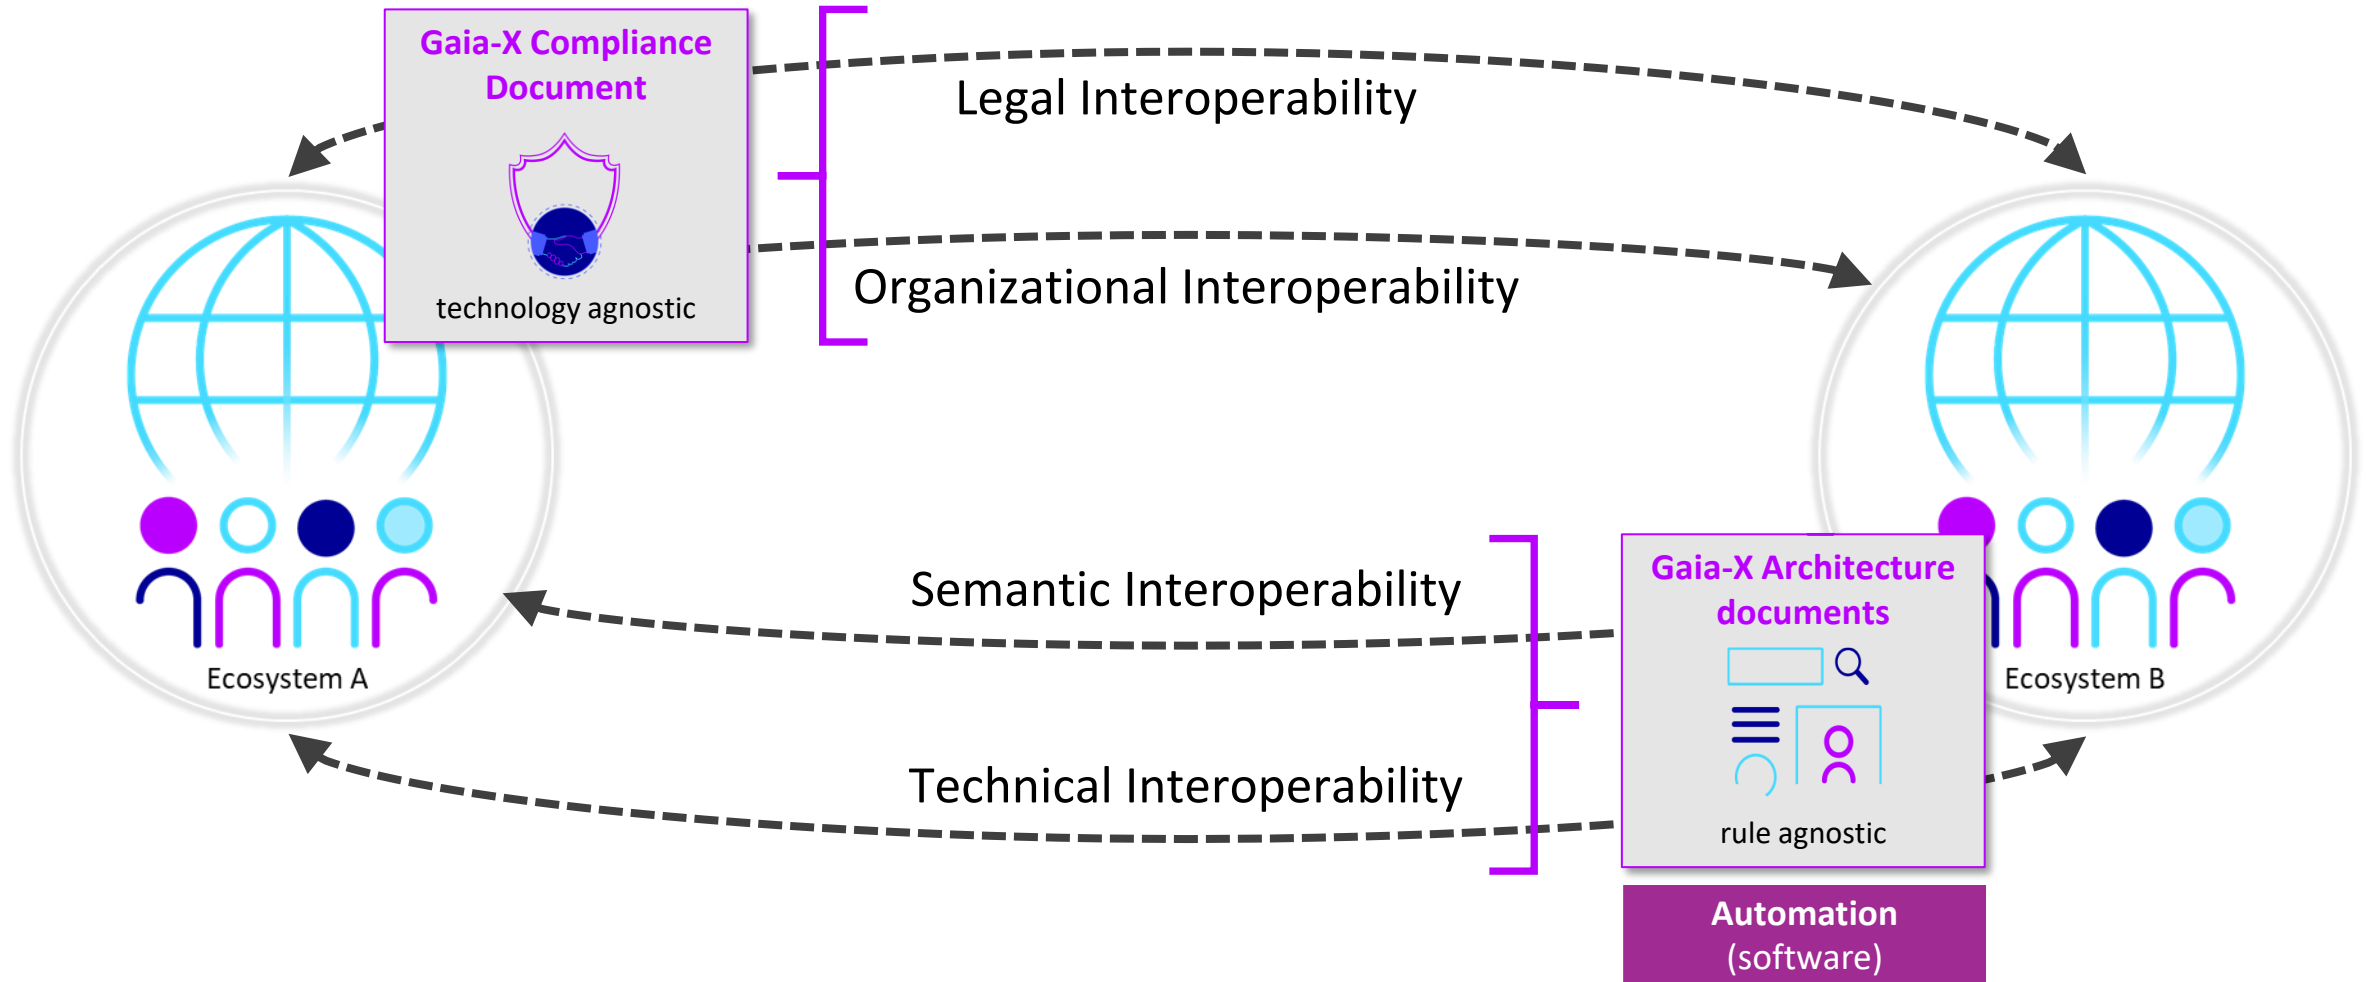 Gaia-X Compliance
Document
technology agnostic
Legal Interoperability
Organizational Interoperability
Semantic Interoperability
Technical Interoperability
Ecosystem A
Gaia-X Architecture
documents
rule agnostic
Ecosystem B
Automation
(software)